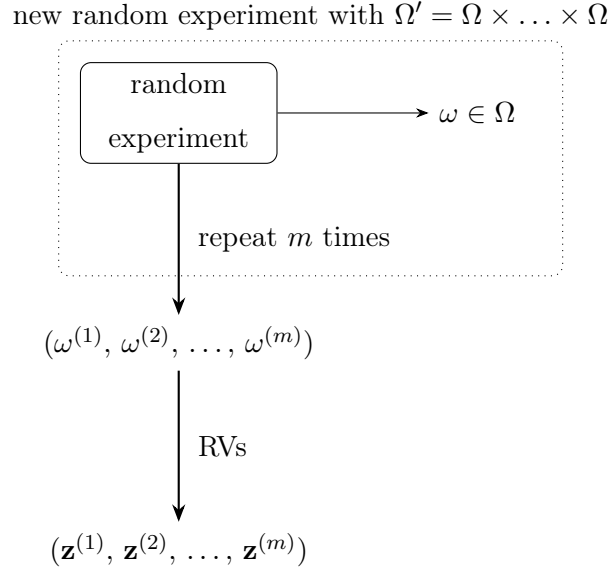 new random experiment with Ω′ = Ω × … × Ω
random
experiment
ω ∈ Ω
repeat m times
(ω⁽¹⁾, ω⁽²⁾, …, ω⁽ᵐ⁾)
RVs
(𝐳⁽¹⁾, 𝐳⁽²⁾, …, 𝐳⁽ᵐ⁾)